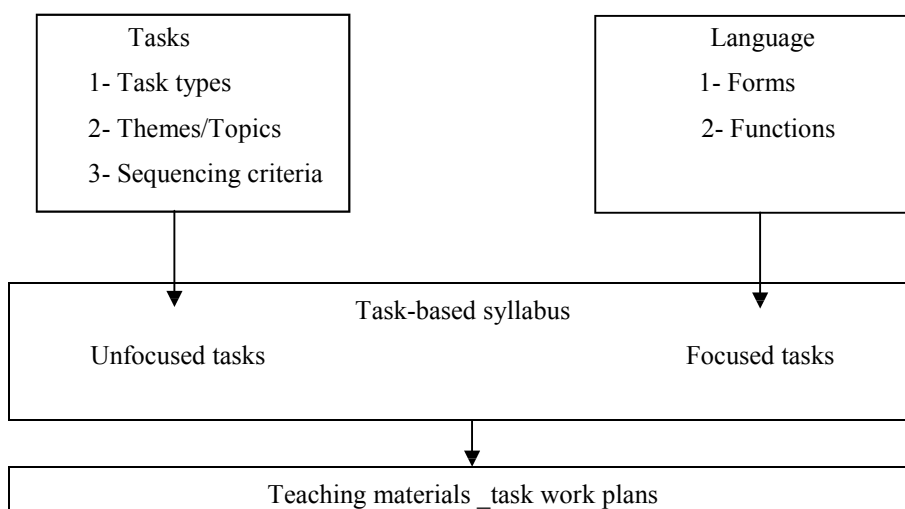 Tasks
1- Task types
2- Themes/Topics
3- Sequencing criteria
Language
1- Forms
2- Functions
Task-based syllabus
Unfocused tasks
Focused tasks
Teaching materials _task work plans